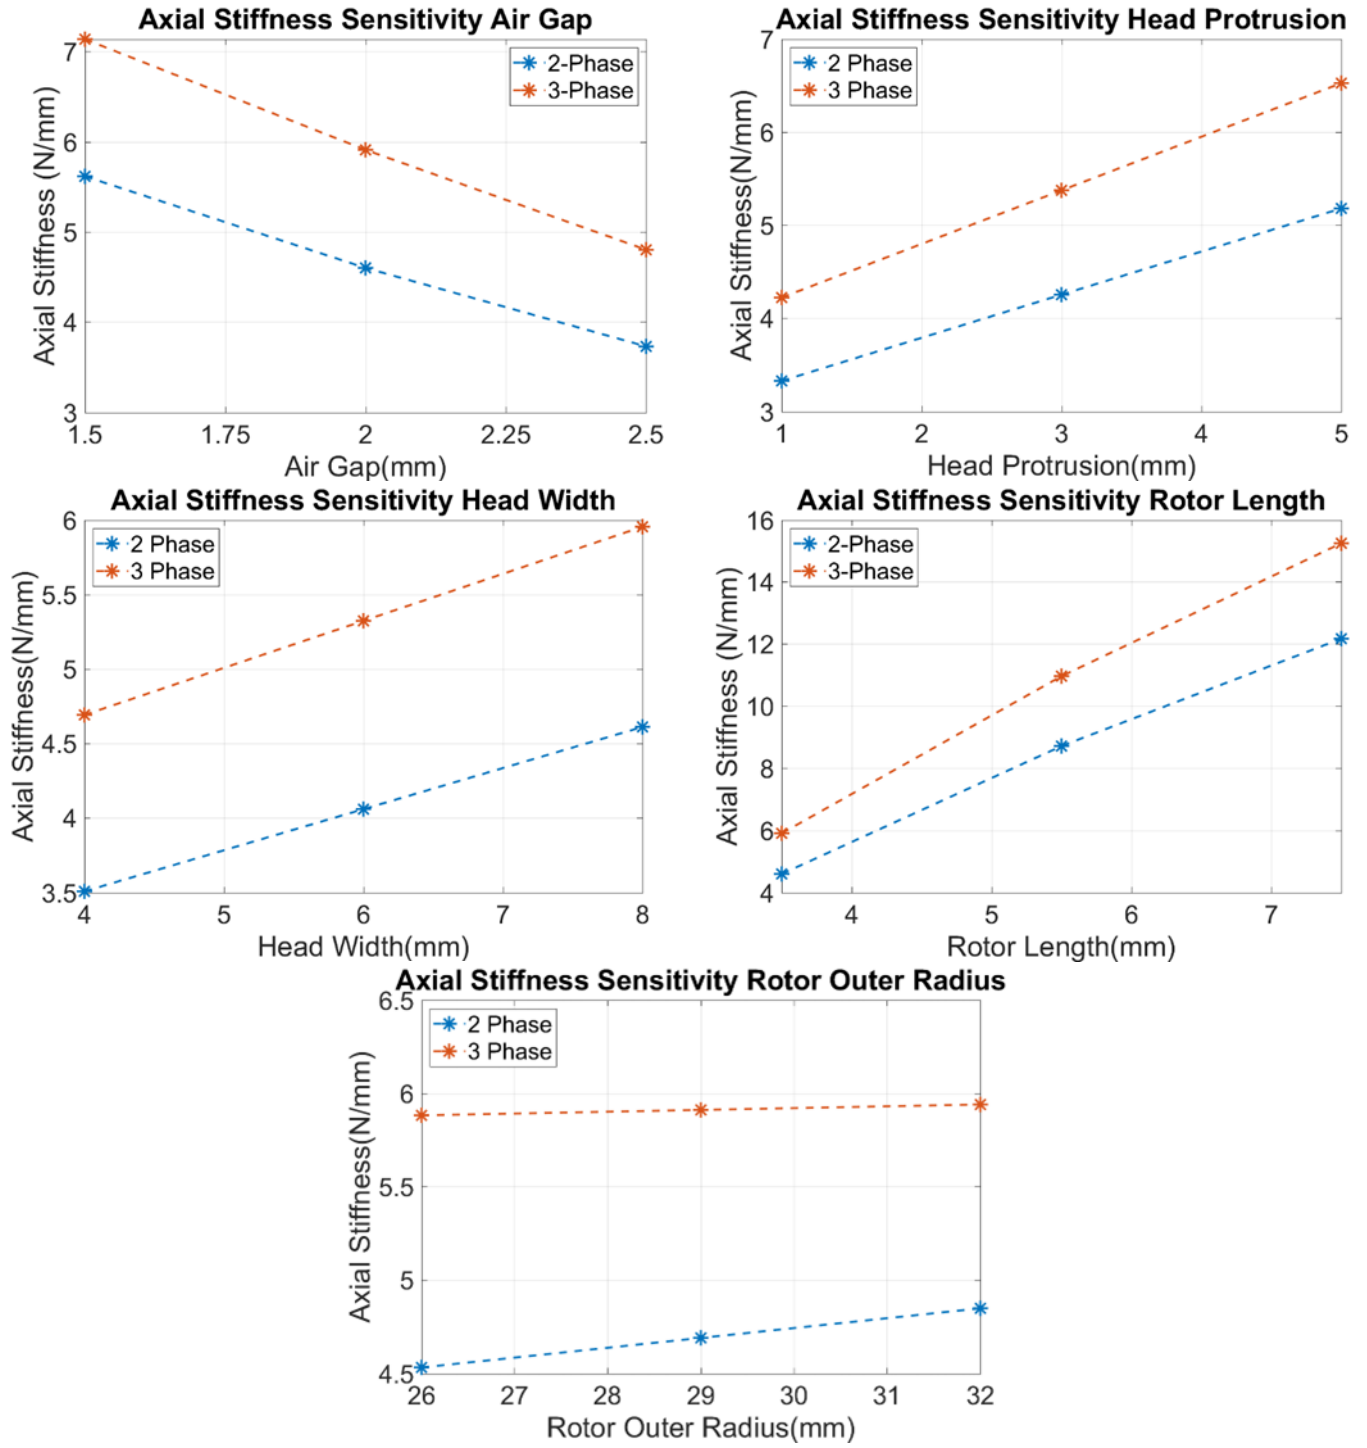 Axial Stiffness Sensitivity Air Gap
7
6
5
4
3
Axial Stiffness (N/mm)
2-Phase
3-Phase
1.5 1.75 2 2.25 2.5
Air Gap(mm)
Axial Stiffness Sensitivity Head Protrusion
7
6
5
4
3
Axial Stiffness(N/mm)
2 Phase
3 Phase
1 2 3 4 5
Head Protrusion(mm)
Axial Stiffness Sensitivity Head Width
6
5.5
5
4.5
4
3.5
Axial Stiffness(N/mm)
2 Phase
3 Phase
4 5 6 7 8
Head Width(mm)
Axial Stiffness Sensitivity Rotor Length
16
14
12
10
8
6
4
Axial Stiffness (N/mm)
2-Phase
3-Phase
4 5 6 7
Rotor Length(mm)
Axial Stiffness Sensitivity Rotor Outer Radius
6.5
6
5.5
5
4.5
Axial Stiffness(N/mm)
2 Phase
3 Phase
26 27 28 29 30 31 32
Rotor Outer Radius(mm)